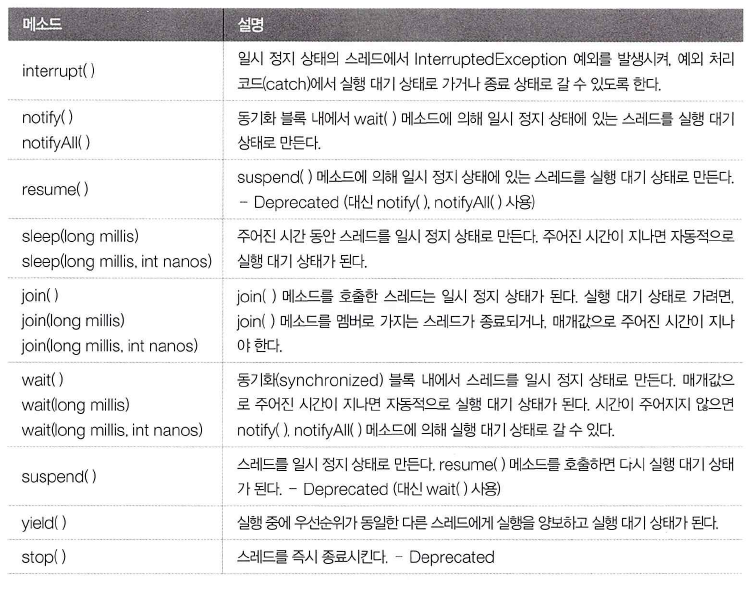 메소드 설명
interrupt( )
일시 정지 상태의 스레드에서 InterruptedException 예외를 발생시켜, 예외 처리
코드(catch)에서 실행 대기 상태로 가거나 종료 상태로 갈 수 있도록 한다.
notify( )
notifyAll( )
동기화 블록 내에서 wait( ) 메소드에 의해 일시 정지 상태에 있는 스레드를 실행 대기
상태로 만든다.
resume( )
suspend( ) 메소드에 의해 일시 정지 상태에 있는 스레드를 실행 대기 상태로 만든다.
– Deprecated (대신 notify( ), notifyAll( ) 사용)
sleep(long millis)
sleep(long millis, int nanos)
주어진 시간 동안 스레드를 일시 정지 상태로 만든다. 주어진 시간이 지나면 자동적으로
실행 대기 상태가 된다.
join( )
join(long millis)
join(long millis, int nanos)
join( ) 메소드를 호출한 스레드는 일시 정지 상태가 된다. 실행 대기 상태로 가려면,
join( ) 메소드를 멤버로 가지는 스레드가 종료되거나, 매개값으로 주어진 시간이 지나
야 한다.
wait( )
wait(long millis)
wait(long millis, int nanos)
동기화(synchronized) 블록 내에서 스레드를 일시 정지 상태로 만든다. 매개값으
로 주어진 시간이 지나면 자동적으로 실행 대기 상태가 된다. 시간이 주어지지 않으면
notify( ), notifyAll( ) 메소드에 의해 실행 대기 상태로 갈 수 있다.
suspend( )
스레드를 일시 정지 상태로 만든다. resume( ) 메소드를 호출하면 다시 실행 대기 상태
가 된다. – Deprecated (대신 wait( ) 사용)
yield( )
실행 중에 우선순위가 동일한 다른 스레드에게 실행을 양보하고 실행 대기 상태가 된다.
stop( )
스레드를 즉시 종료시킨다. – Deprecated